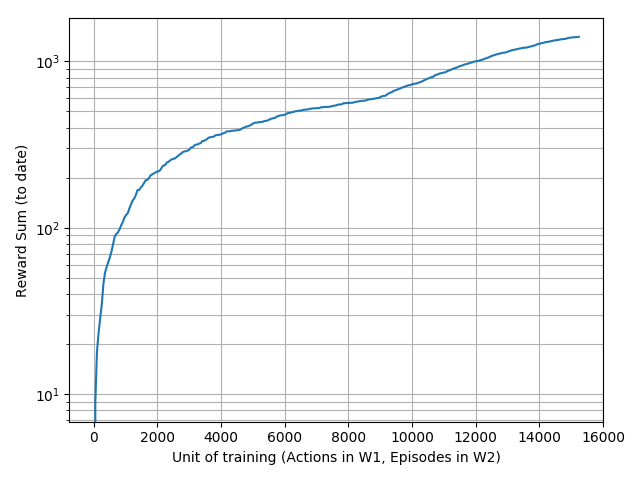 Reward Sum (to date)
10³
10²
10¹
0 2000 4000 6000 8000 10000 12000 14000 16000
Unit of training (Actions in W1, Episodes in W2)